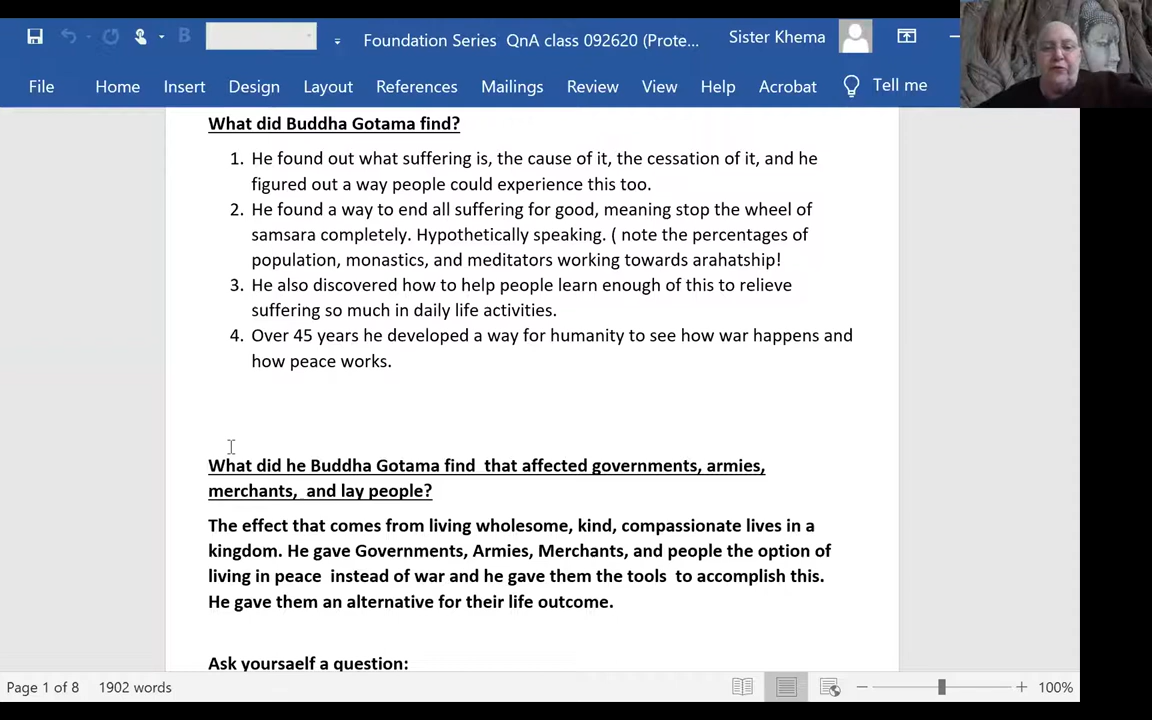 Foundation Series QnA class 092620 (Prote...
Sister Khema
File Home Insert Design Layout References Mailings Review View Help Acrobat Tell me
What did Buddha Gotama find?
1. He found out what suffering is, the cause of it, the cessation of it, and he
figured out a way people could experience this too.
2. He found a way to end all suffering for good, meaning stop the wheel of
samsara completely. Hypothetically speaking. ( note the percentages of
population, monastics, and meditators working towards arahatship!
3. He also discovered how to help people learn enough of this to relieve
suffering so much in daily life activities.
4. Over 45 years he developed a way for humanity to see how war happens and
how peace works.
What did he Buddha Gotama find that affected governments, armies,
merchants, and lay people?
The effect that comes from living wholesome, kind, compassionate lives in a
kingdom. He gave Governments, Armies, Merchants, and people the option of
living in peace instead of war and he gave them the tools to accomplish this.
He gave them an alternative for their life outcome.
Ask yoursaelf a question:
Page 1 of 8 1902 words 100%